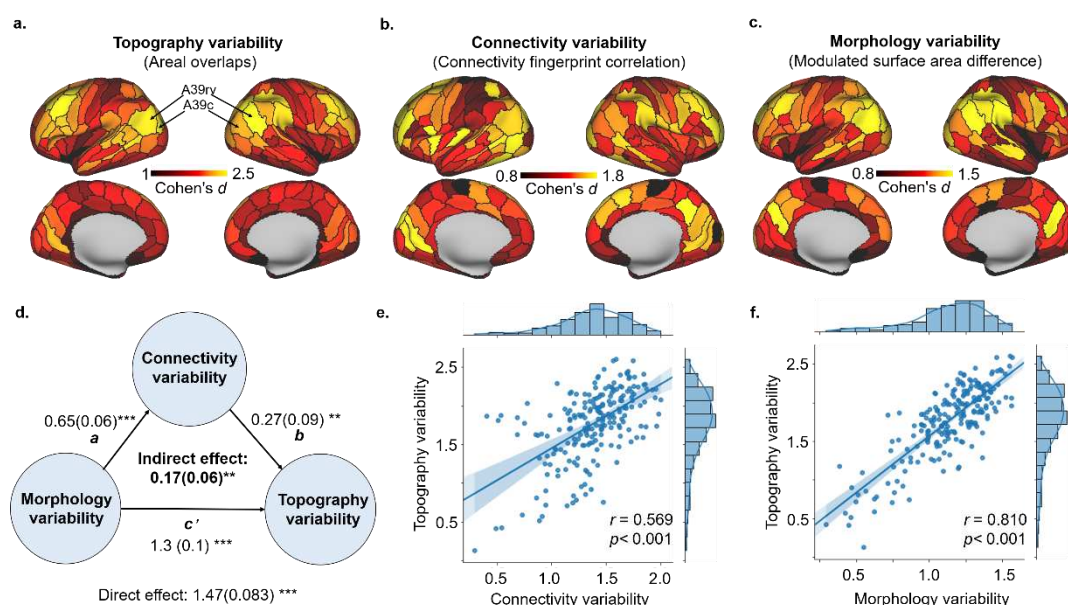 a.
Topography variability
(Areal overlaps)
A39rv
A39c
1 2.5
Cohen's d
b.
Connectivity variability
(Connectivity fingerprint correlation)
0.8 1.8
Cohen's d
c.
Morphology variability
(Modulated surface area difference)
0.8 1.5
Cohen's d
d.
Connectivity
variability
0.65(0.06)***
a
0.27(0.09) **
b
Indirect effect:
0.17(0.06)**
Morphology
variability
Topography
variability
c'
1.3 (0.1) ***
Direct effect: 1.47(0.083) ***
e.
Topography variability
2.5
1.5
0.5
r = 0.569
p< 0.001
0.5 1.0 1.5 2.0
Connectivity variability
f.
Topography variability
2.5
1.5
0.5
r = 0.810
p< 0.001
0.5 1.0 1.5
Morphology variability